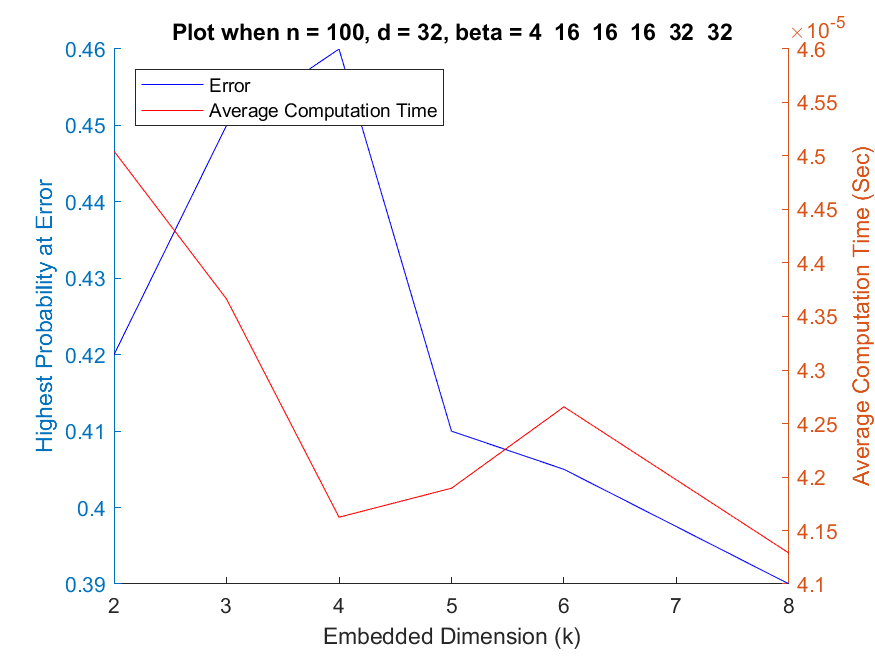 Plot when n = 100, d = 32, beta = 4  16  16  16  32  32
×10-5
Error
Average Computation Time
Highest Probability at Error
0.46
0.45
0.44
0.43
0.42
0.41
0.4
0.39
4.6
4.55
4.5
4.45
4.4
4.35
4.3
4.25
4.2
4.15
4.1
Average Computation Time (Sec)
2 3 4 5 6 7 8
Embedded Dimension (k)